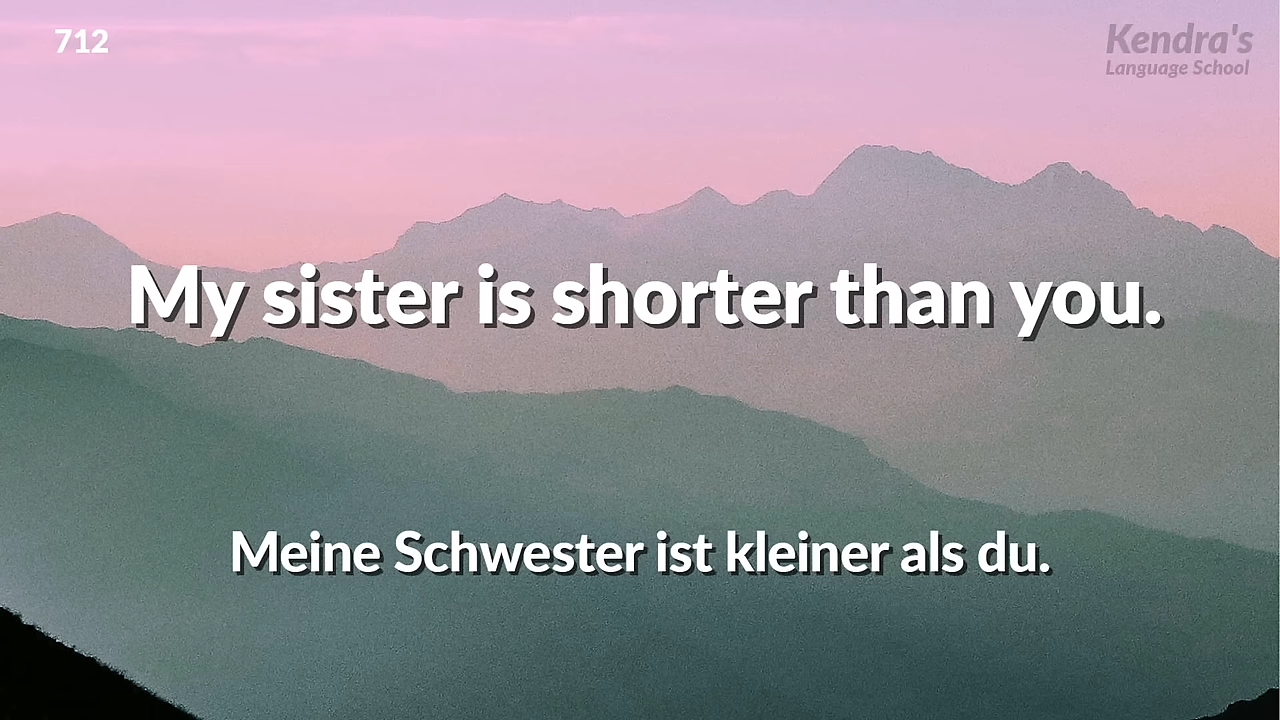 712
Kendra's
Language School
My sister is shorter than you.
Meine Schwester ist kleiner als du.